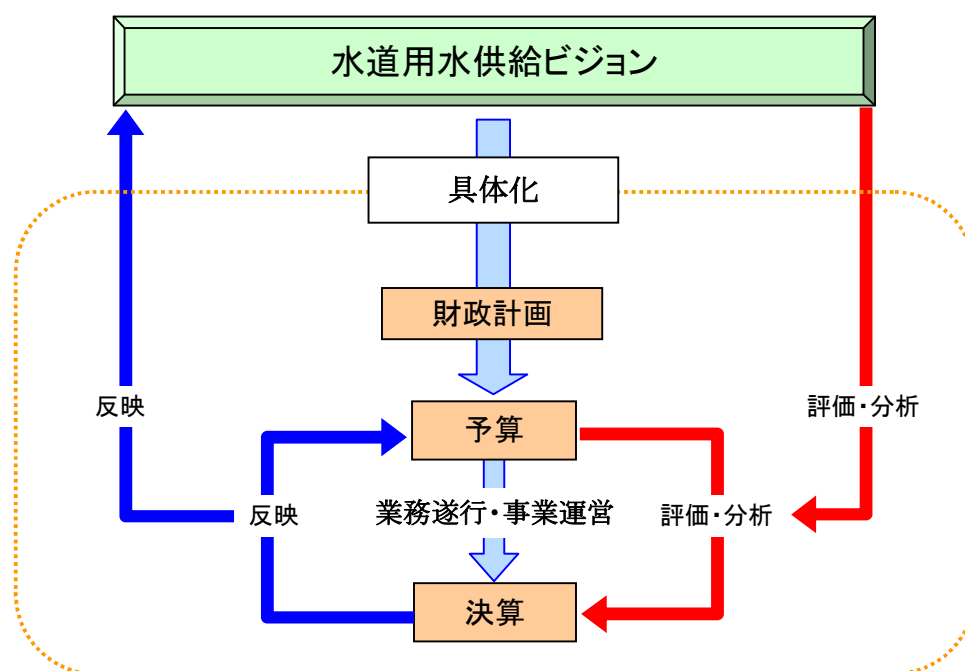 水道用水供給ビジョン
具体化
財政計画
反映
評価・分析
予算
反映
業務遂行・事業運営
評価・分析
決算